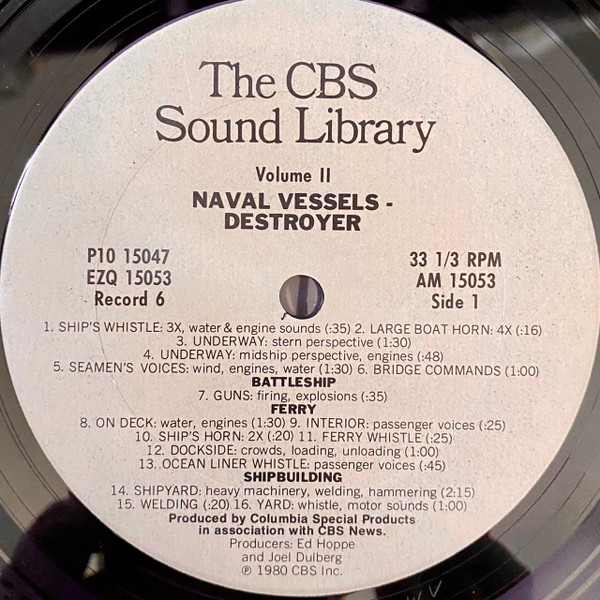 The CBS
Sound Library
Volume II
NAVAL VESSELS -
DESTROYER
P10 15047
EZQ 15053
Record 6
33 1/3 RPM
AM 15053
Side 1
1. SHIP'S WHISTLE: 3X, water & engine sounds (:35) 2. LARGE BOAT HORN: 4X (:16)
3. UNDERWAY: stern perspective (1:30)
4. UNDERWAY: midship perspective, engines (:48)
5. SEAMEN'S VOICES: wind, engines, water (1:30) 6. BRIDGE COMMANDS (1:00)
BATTLESHIP
7. GUNS: firing, explosions (:35)
FERRY
8. ON DECK: water, engines (1:30) 9. INTERIOR: passenger voices (:25)
10. SHIP'S HORN: 2X (:20) 11. FERRY WHISTLE (:25)
12. DOCKSIDE: crowds, loading, unloading (1:00)
13. OCEAN LINER WHISTLE: passenger voices (:45)
SHIPBUILDING
14. SHIPYARD: heavy machinery, welding, hammering (2:15)
15. WELDING (:20) 16. YARD: whistle, motor sounds (1:00)
Produced by Columbia Special Products
in association with CBS News.
Producers: Ed Hoppe
and Joel Dulberg
℗ 1980 CBS Inc.